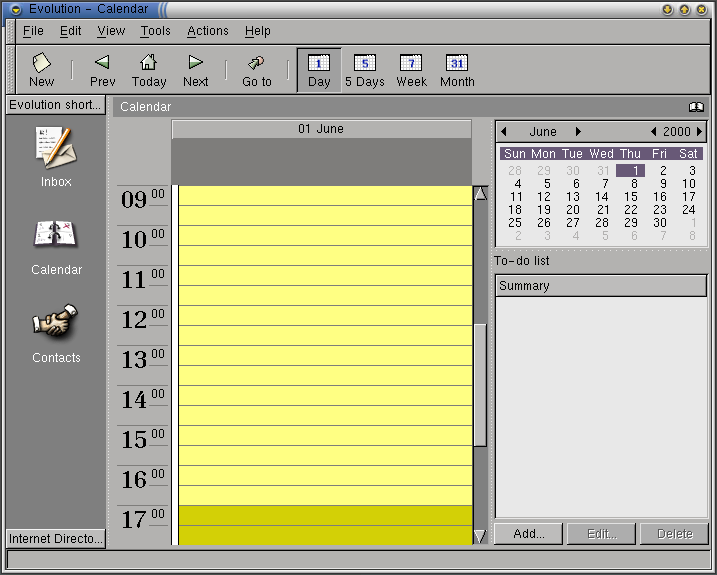 Evolution - Calendar
File Edit View Tools Actions Help
New Prev Today Next Go to 1 Day 5 5 Days 7 Week 31 Month
Evolution short...
Calendar
Inbox
Calendar
Contacts
Internet Directo...
01 June
09 00
10 00
11 00
12 00
13 00
14 00
15 00
16 00
17 00
June 2000
Sun Mon Tue Wed Thu Fri Sat
28 29 30 31 1 2 3
4 5 6 7 8 9 10
11 12 13 14 15 16 17
18 19 20 21 22 23 24
25 26 27 28 29 30 1
2 3 4 5 6 7 8
To-do list
Summary
Add... Edit... Delete